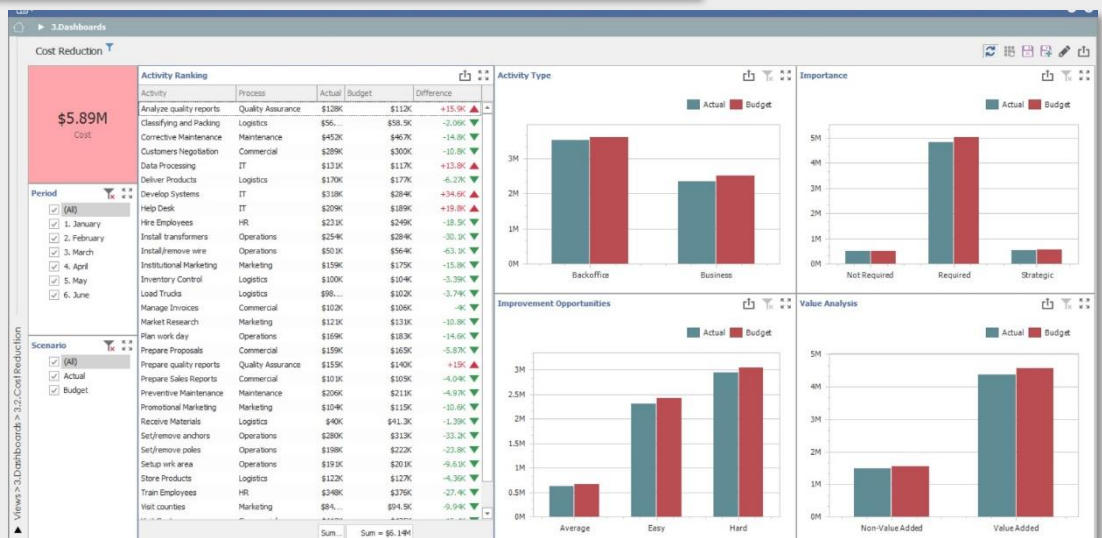 3.Dashboards
Cost Reduction
$5.89M
Cost
Period
(All)
1. January
2. February
3. March
4. April
5. May
6. June
Scenario
(All)
Actual
Budget
Views > 3.Dashboards > 3.2.Cost Reduction
Activity Ranking
Activity Process Actual Budget Difference
Analyze quality reports Quality Assurance $128K $112K +15.9K
Classifying and Packing Logistics $56,... $58.5K -2.06K
Corrective Maintenance Maintenance $452K $467K -14.8K
Customers Negotiation Commercial $289K $300K -10.8K
Data Processing IT $131K $117K +13.8K
Deliver Products Logistics $170K $177K -6.27K
Develop Systems IT $318K $284K +34.6K
Help Desk IT $209K $189K +19.8K
Hire Employees HR $231K $249K -18.5K
Install transformers Operations $254K $284K -30.1K
Install/remove wire Operations $501K $564K -63.1K
Institutional Marketing Marketing $159K $175K -15.8K
Inventory Control Logistics $100K $104K -3.39K
Load Trucks Logistics $98.... $102K -3.74K
Manage Invoices Commercial $102K $106K -4K
Market Research Marketing $121K $131K -10.8K
Plan work day Operations $169K $183K -14.6K
Prepare Proposals Commercial $159K $165K -5.87K
Prepare quality reports Quality Assurance $155K $140K +15K
Prepare Sales Reports Commercial $101K $105K -4.04K
Preventive Maintenance Maintenance $206K $211K -4.97K
Promotional Marketing Marketing $104K $115K -10.6K
Receive Materials Logistics $40K $41.3K -1.39K
Set/remove anchors Operations $280K $313K -33.2K
Set/remove poles Operations $198K $222K -23.8K
Setup wrk area Operations $191K $201K -9.61K
Store Products Logistics $122K $127K -4.36K
Train Employees HR $348K $376K -27.4K
Visit counties Marketing $84.... $94.5K -9.94K
Sum... Sum = $6.14M
Activity Type
Actual Budget
3M
2M
1M
0M
Backoffice Business
Importance
Actual Budget
5M
4M
3M
2M
1M
0M
Not Required Required Strategic
Improvement Opportunities
Actual Budget
3M
2.5M
2M
1.5M
1M
0.5M
0M
Average Easy Hard
Value Analysis
Actual Budget
5M
4M
3M
2M
1M
0M
Non-Value Added Value Added